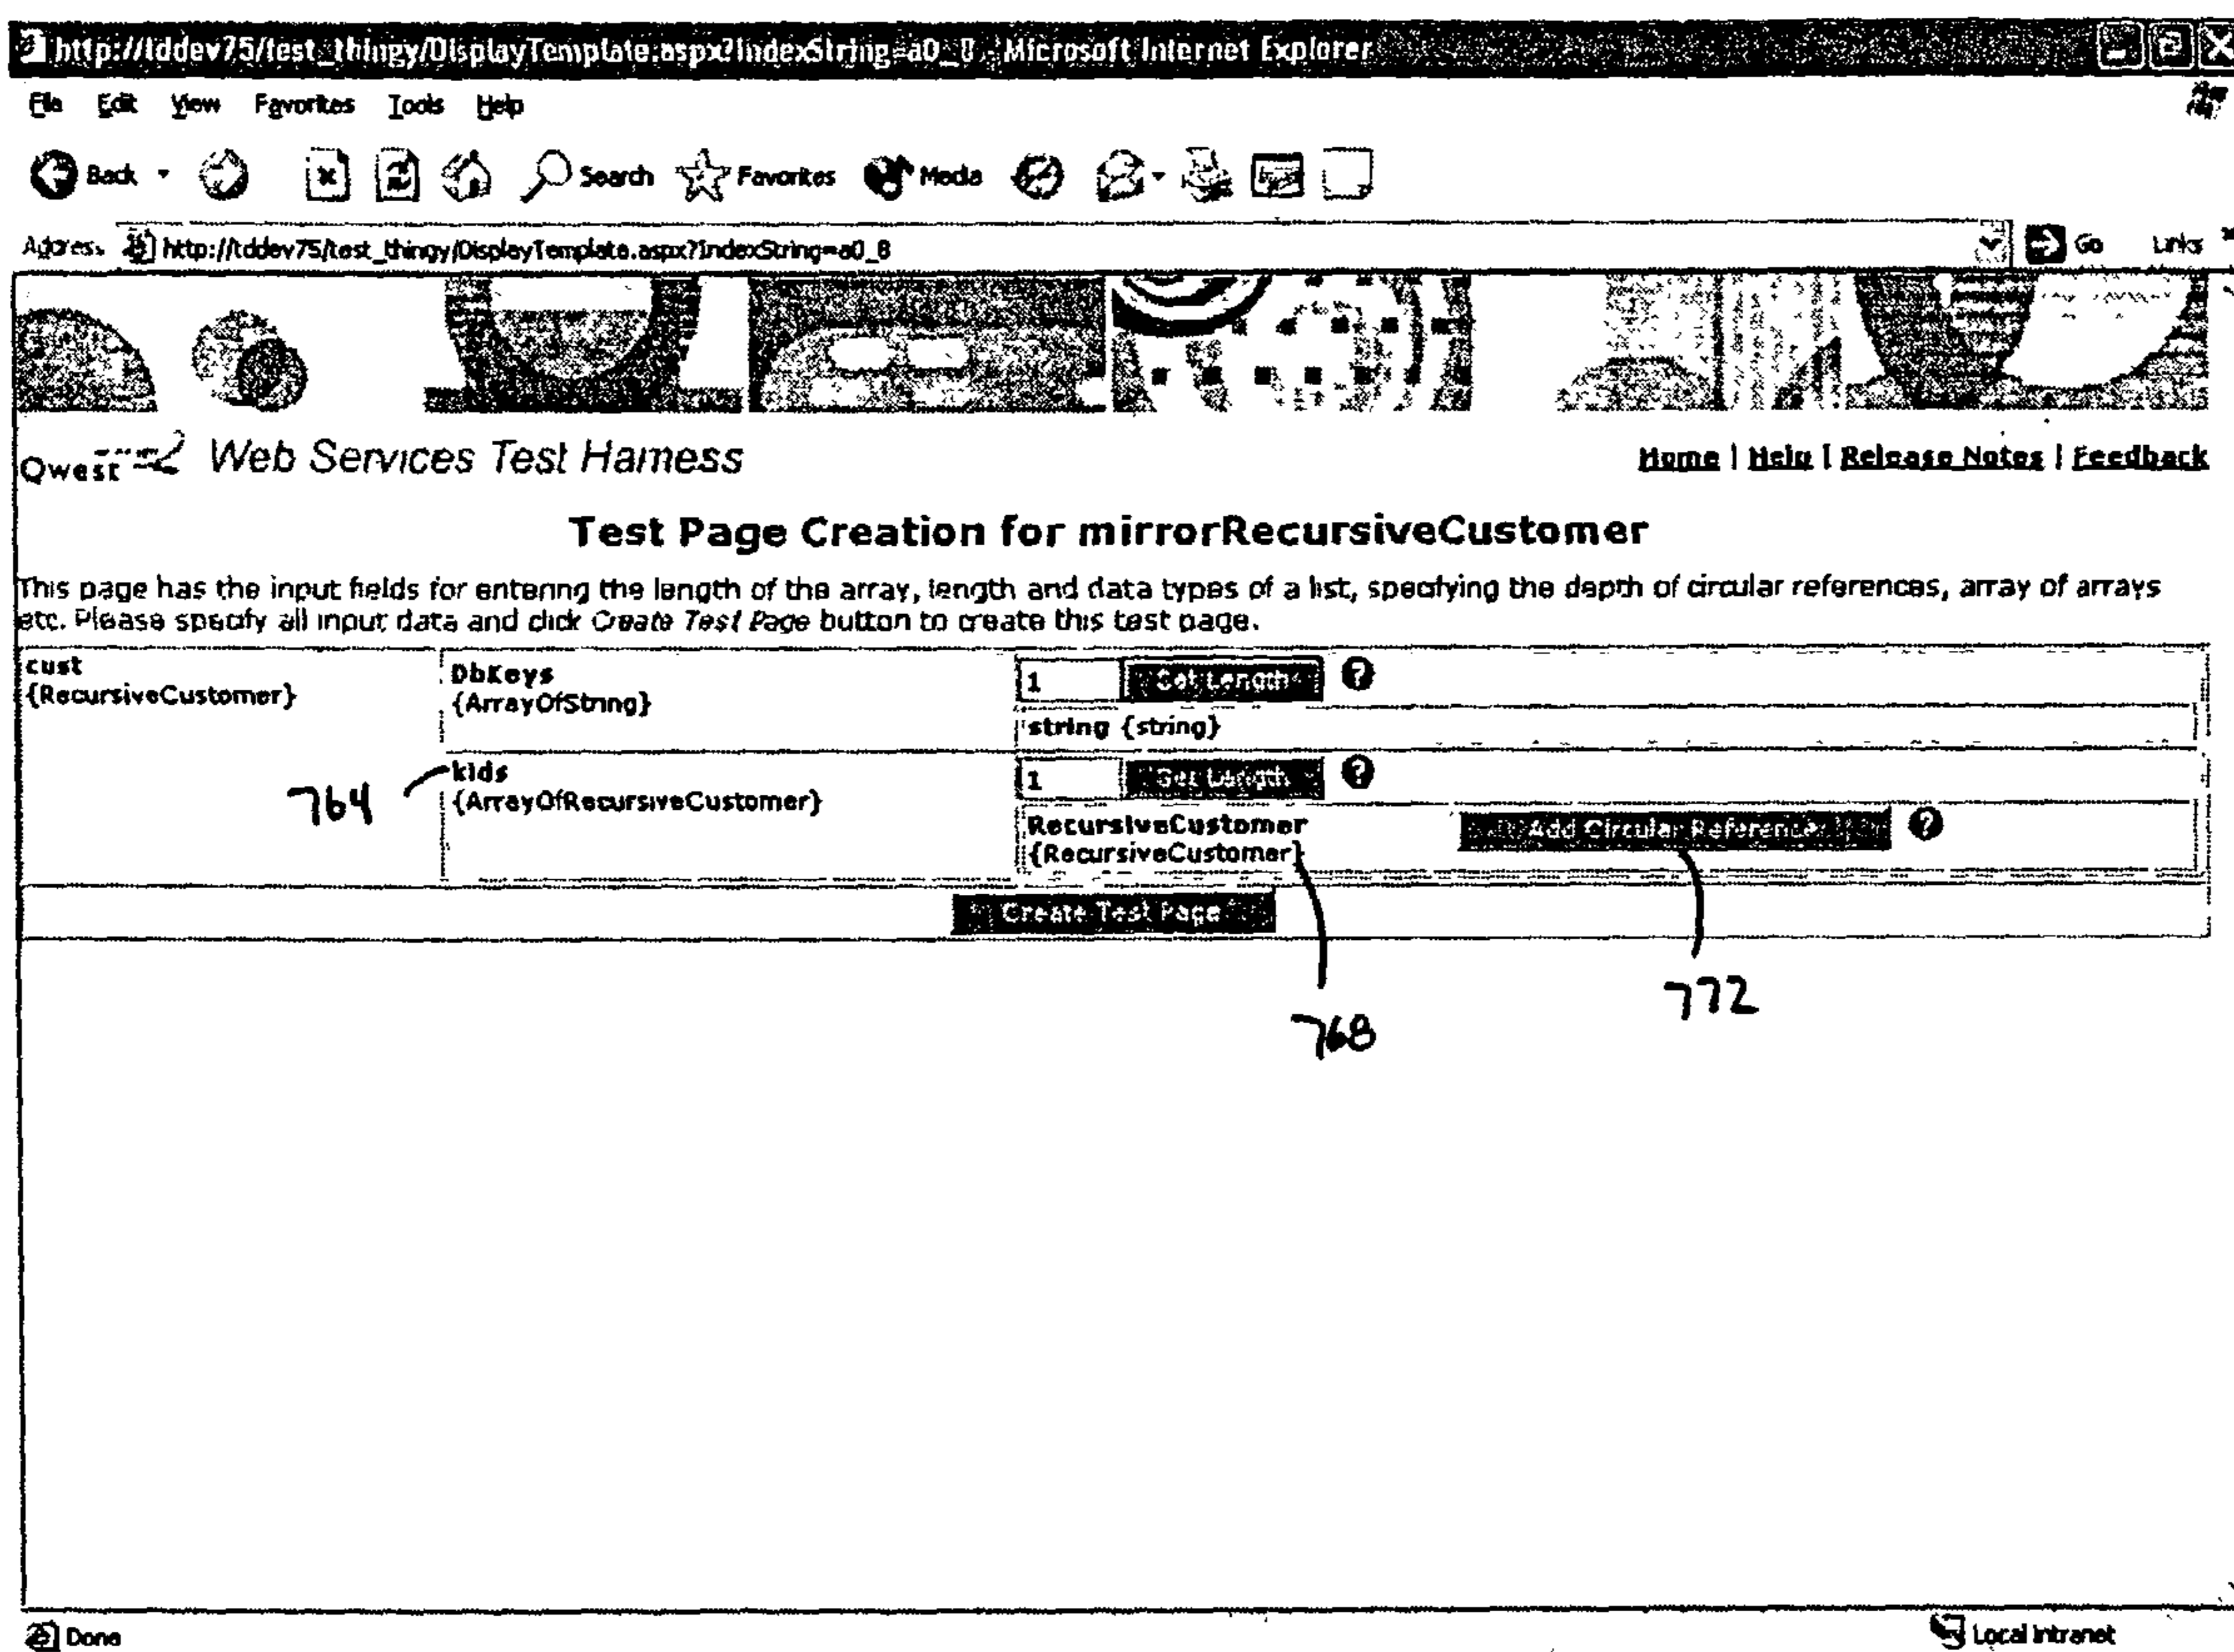 http://tddev75/test_thingy/DisplayTemplate.aspx?IndexString=a0_8 - Microsoft Internet Explorer
File Edit View Favorites Tools Help
Back Search Favorites Media
Address http://tddev75/test_thingy/DisplayTemplate.aspx?IndexString=a0_8 Go Links
Qwest Web Services Test Harness Home | Help | Release Notes | Feedback
Test Page Creation for mirrorRecursiveCustomer
This page has the input fields for entering the length of the array, length and data types of a list, specifying the depth of circular references, array of arrays
etc. Please specify all input data and click Create Test Page button to create this test page.
cust DbKeys 1 Set Length ?
{RecursiveCustomer} {ArrayOfString}
string {string}
kids 1 Set Length ?
764 {ArrayOfRecursiveCustomer}
RecursiveCustomer Add Circular Reference ?
{RecursiveCustomer}
Create Test Page
772
768
Done Local intranet